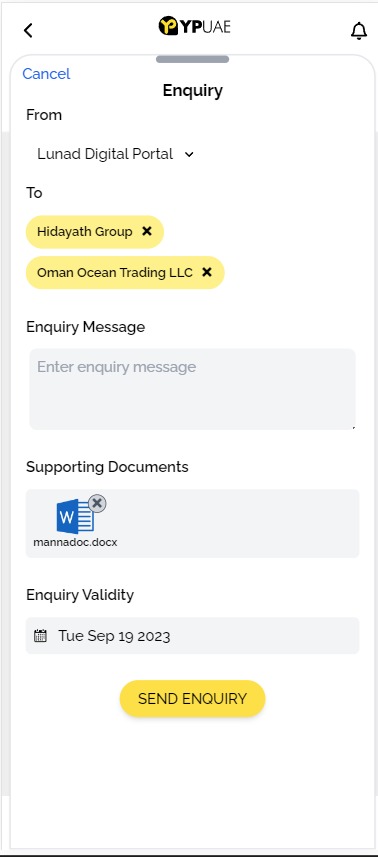 YPUAE
Cancel
Enquiry
From
Lunad Digital Portal
To
Hidayath Group
Oman Ocean Trading LLC
Enquiry Message
Enter enquiry message
Supporting Documents
W
mannadoc.docx
Enquiry Validity
Tue Sep 19 2023
SEND ENQUIRY